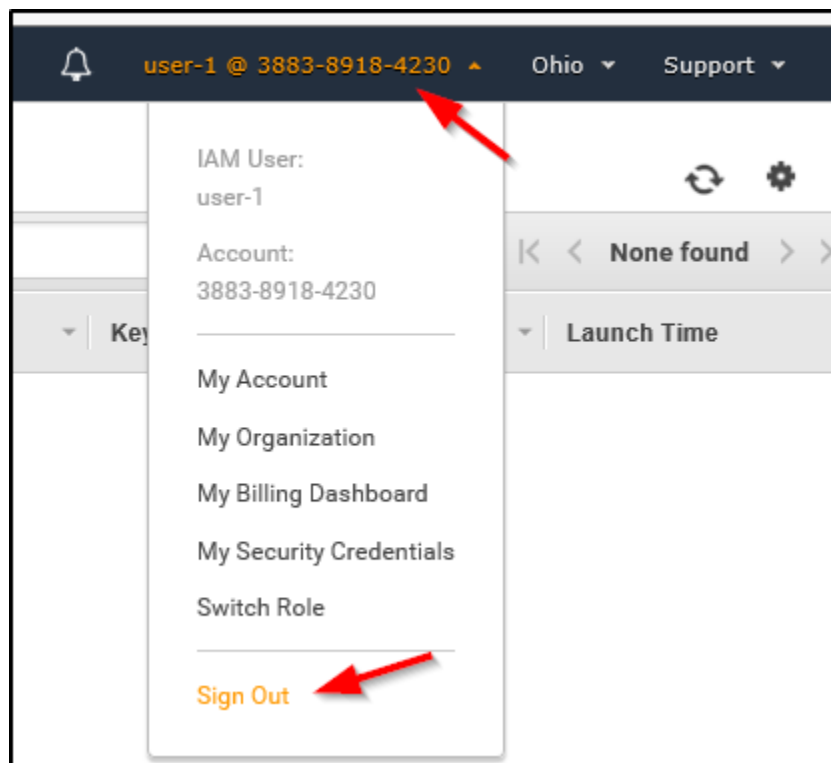 user-1 @ 3883-8918-4230 Ohio Support
IAM User:
user-1
Account:
3883-8918-4230
None found
Key
Launch Time
My Account
My Organization
My Billing Dashboard
My Security Credentials
Switch Role
Sign Out